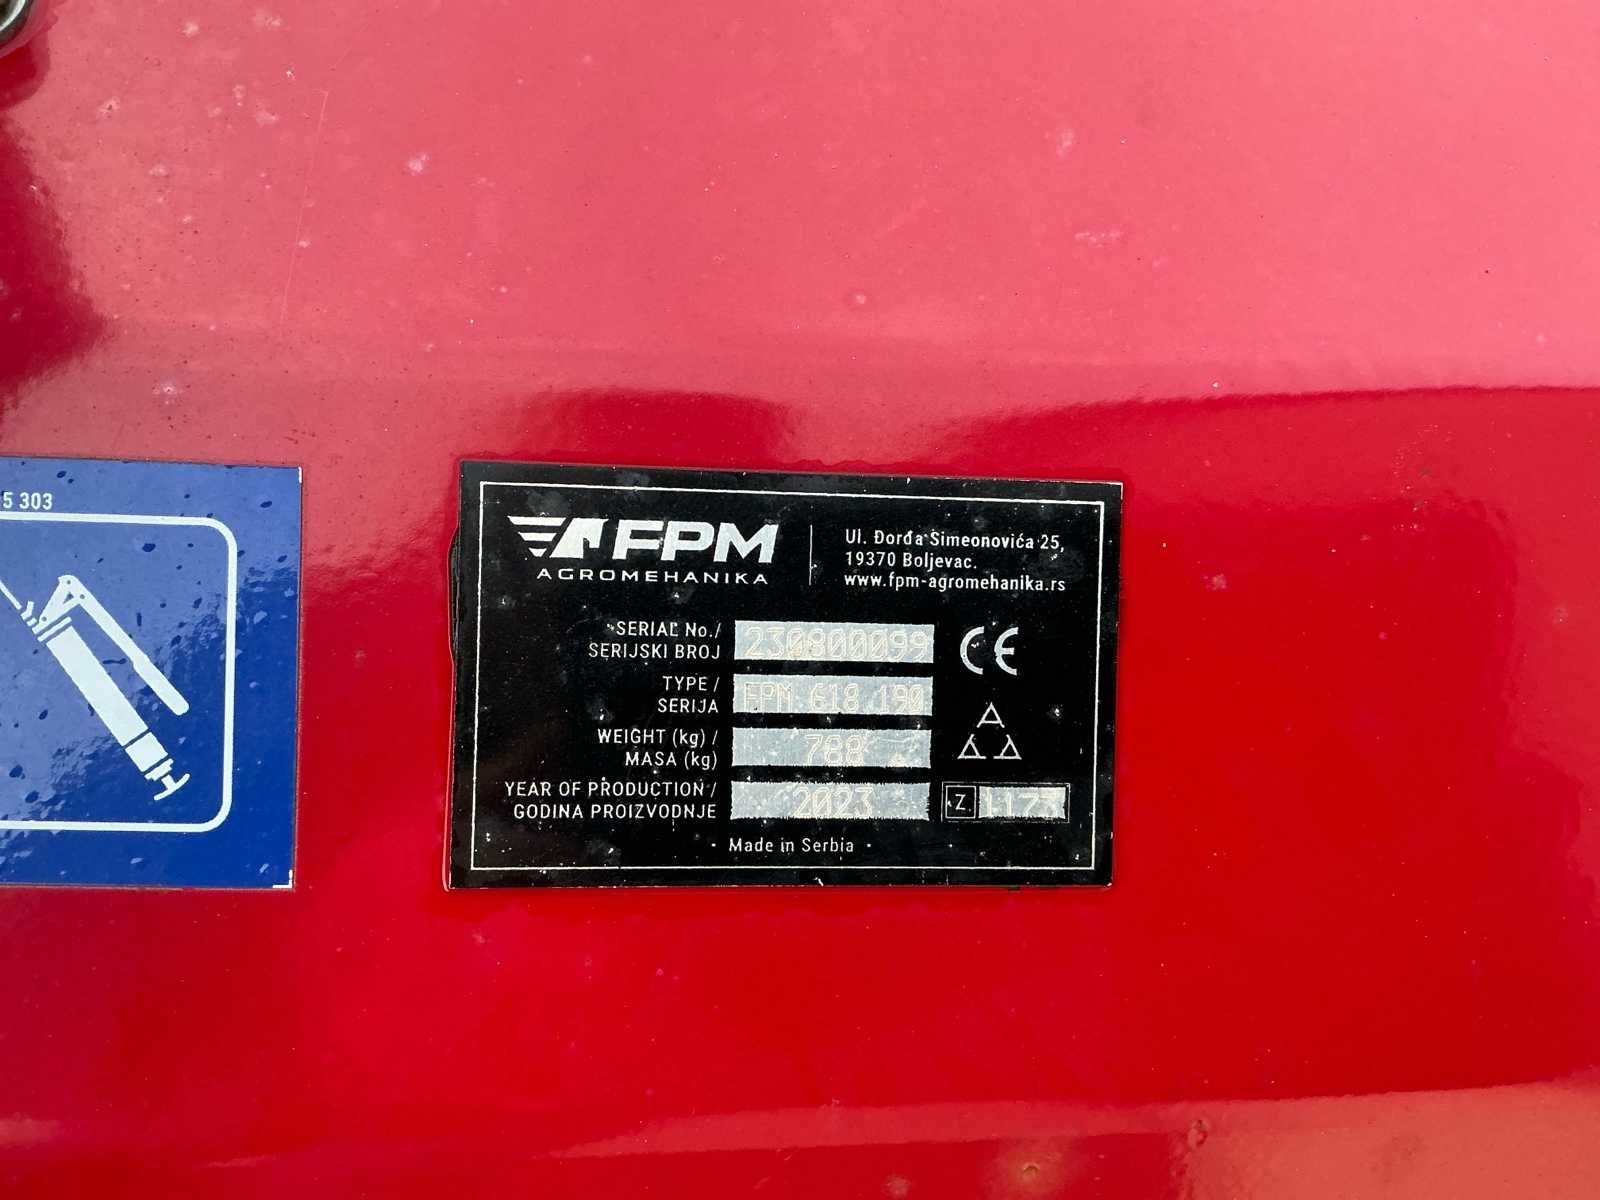 5 303
FPM
AGROMEHANIKA
Ul. Đorđa Simeonovića 25,
19370 Boljevac.
www.fpm-agromehanika.rs
SERIAL No./
SERIJSKI BROJ
230800099
TYPE /
SERIJA
FPM 618 190
WEIGHT (kg) /
MASA (kg)
788
YEAR OF PRODUCTION /
GODINA PROIZVODNJE
2023
CE
A
A A
Z 1173
· Made in Serbia ·